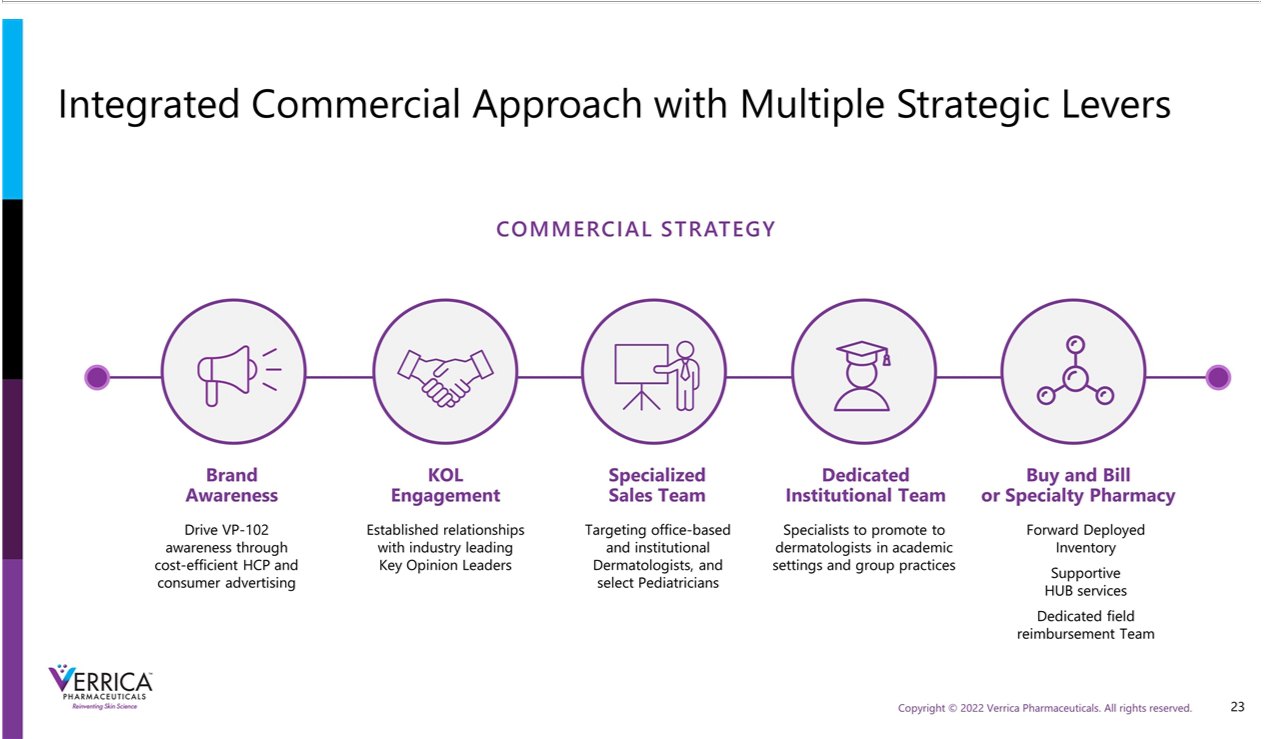 Integrated Commercial Approach with Multiple Strategic Levers
COMMERCIAL STRATEGY
Brand
Awareness
Drive VP-102
awareness through
cost-efficient HCP and
consumer advertising
KOL
Engagement
Established relationships
with industry leading
Key Opinion Leaders
Specialized
Sales Team
Targeting office-based
and institutional
Dermatologists, and
select Pediatricians
Dedicated
Institutional Team
Specialists to promote to
dermatologists in academic
settings and group practices
Buy and Bill
or Specialty Pharmacy
Forward Deployed
Inventory
Supportive
HUB services
Dedicated field
reimbursement Team
VERRICA™
PHARMACEUTICALS
Reinventing Skin Science
Copyright © 2022 Verrica Pharmaceuticals. All rights reserved.
23